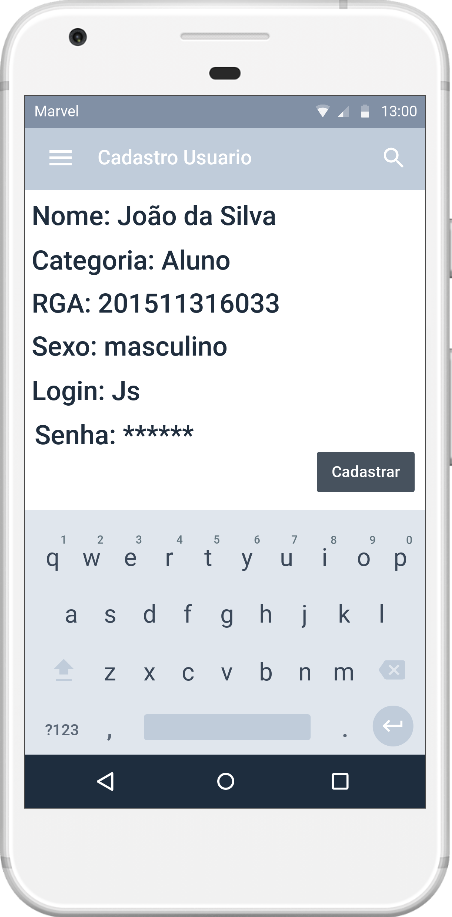 Marvel 13:00
Cadastro Usuario
Nome: João da Silva
Categoria: Aluno
RGA: 201511316033
Sexo: masculino
Login: Js
Senha: ******
Cadastrar
1 2 3 4 5 6 7 8 9 0
q w e r t y u i o p
a s d f g h j k l
z x c v b n m
?123 , .